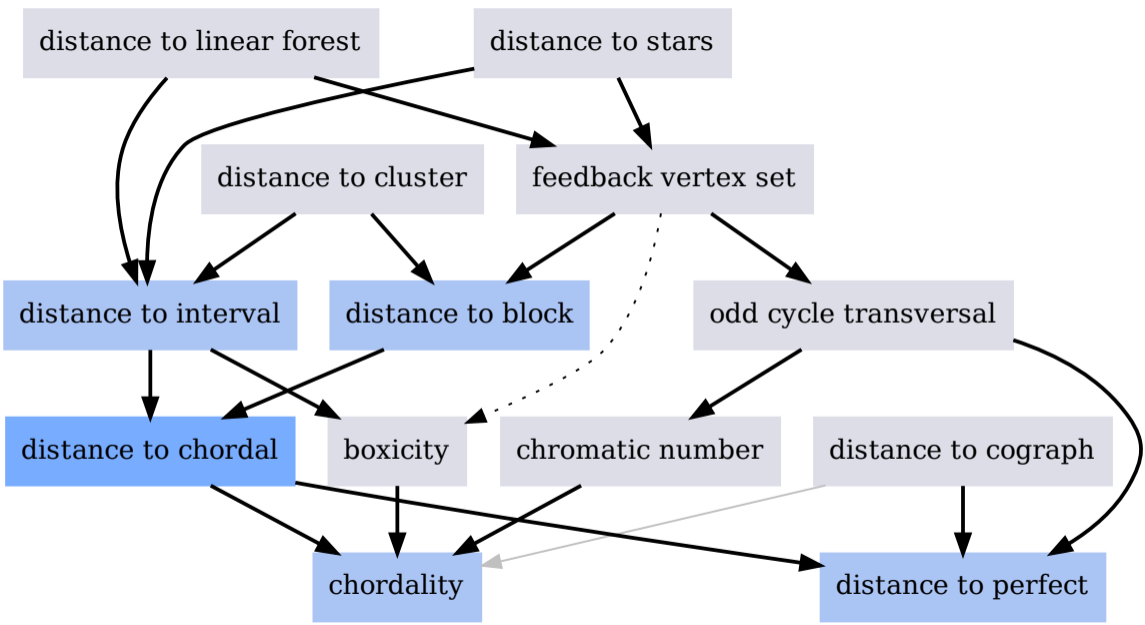 distance to linear forest
distance to stars
distance to cluster
feedback vertex set
distance to interval
distance to block
odd cycle transversal
distance to chordal
boxicity
chromatic number
distance to cograph
chordality
distance to perfect